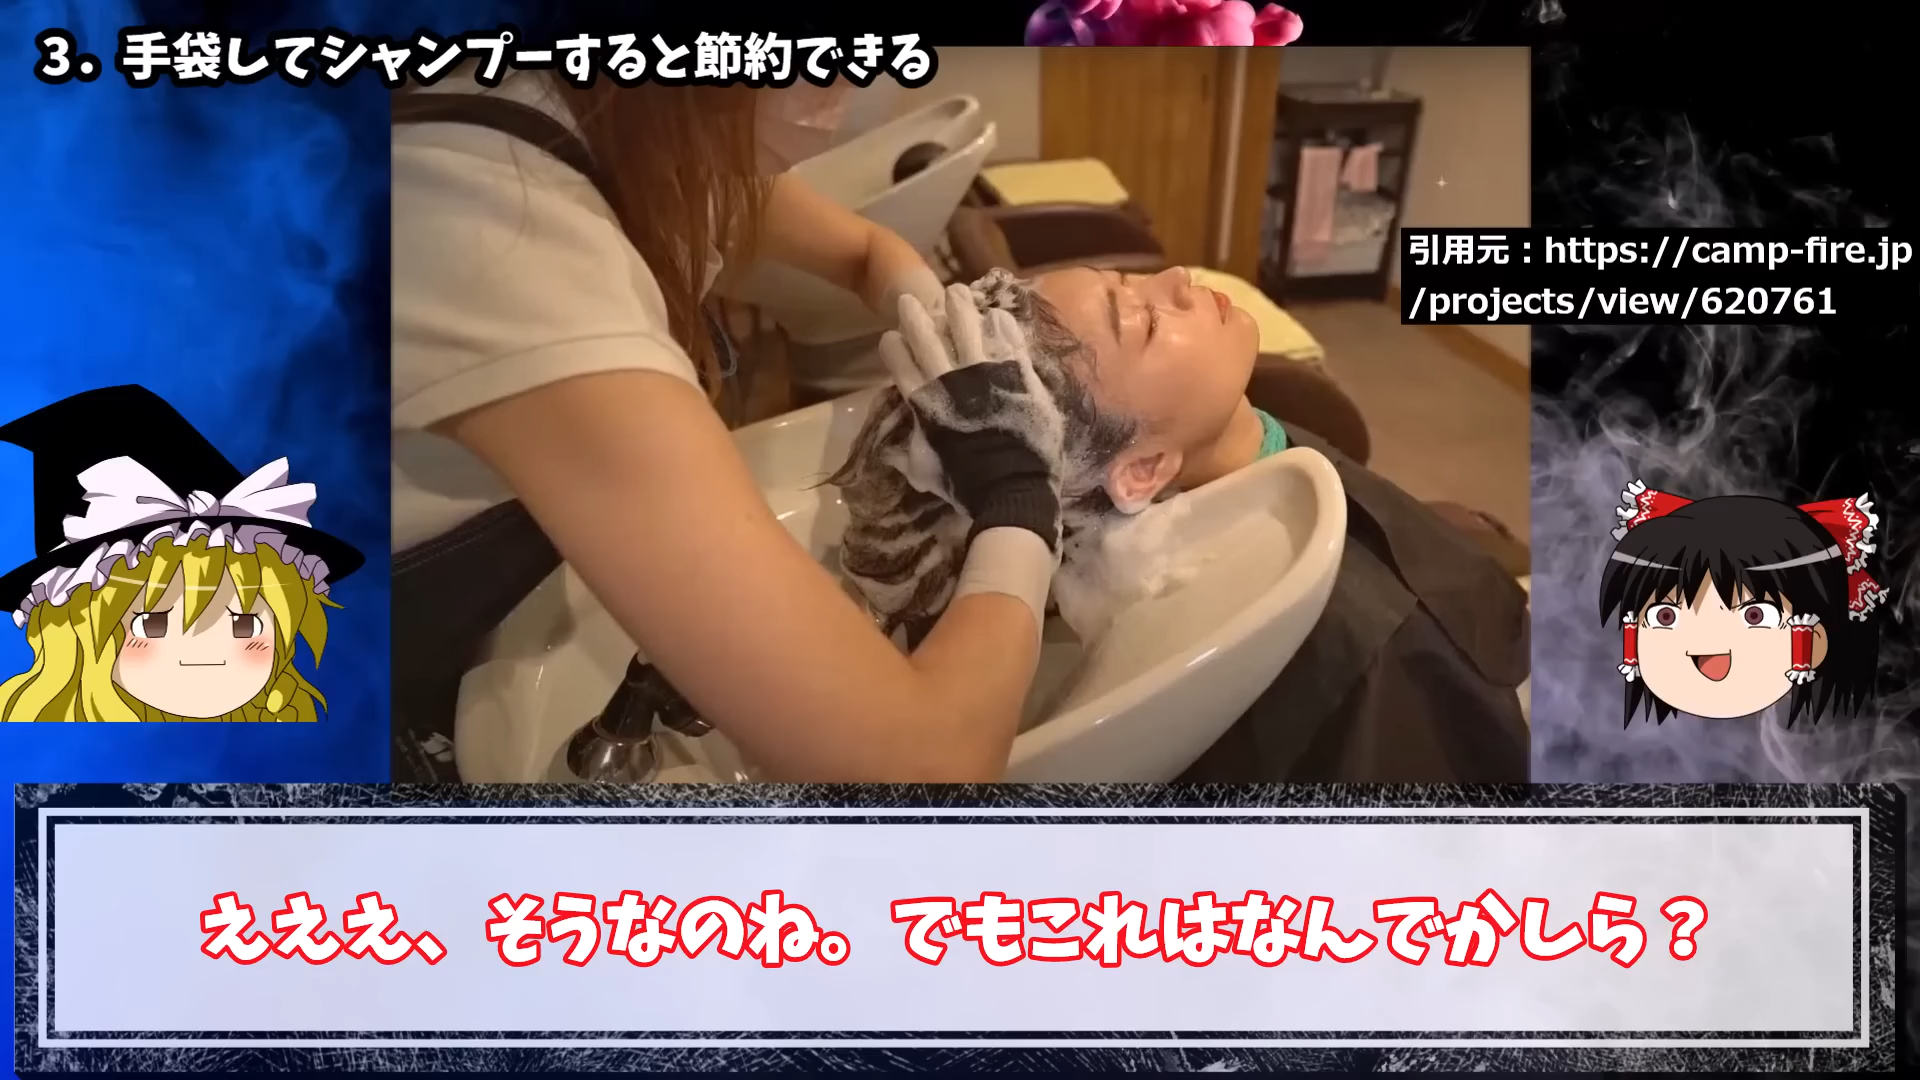 3．手袋してシャンプーすると節約できる
引用元：https://camp-fire.jp
/projects/view/620761
えええ、そうなのね。でもこれはなんでかしら？